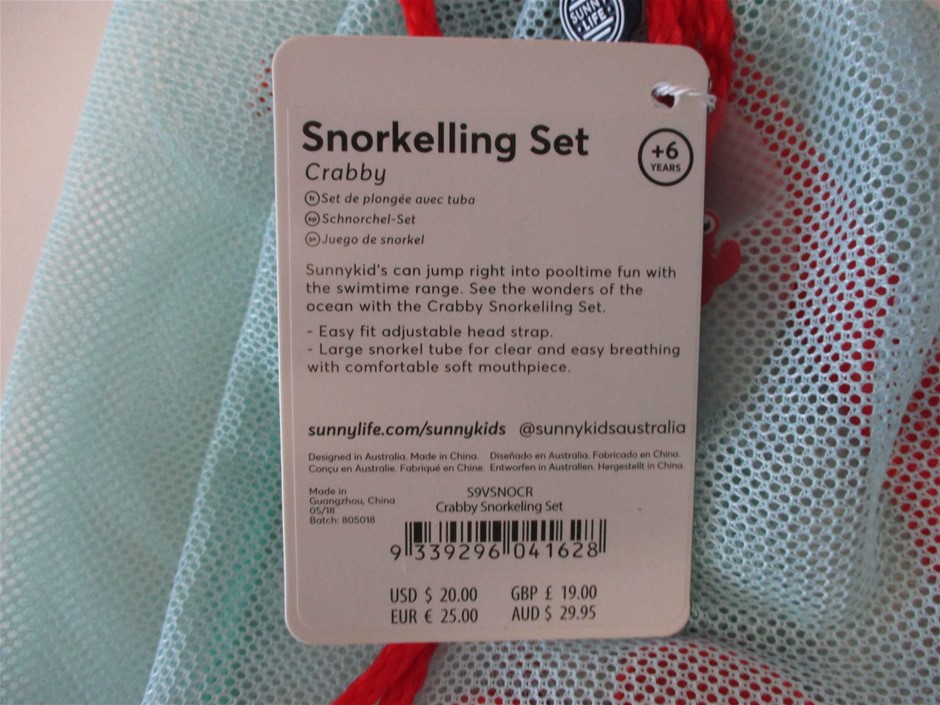 SUNNY
LIFE
Snorkelling Set
+6
YEARS
Crabby
fr Set de plongée avec tuba
Schnorchel-Set
Juego de snorkel
Sunnykid's can jump right into pooltime fun with
the swimtime range. See the wonders of the
ocean with the Crabby Snorkelilng Set.
- Easy fit adjustable head strap.
- Large snorkel tube for clear and easy breathing
with comfortable soft mouthpiece.
sunnylife.com/sunnykids @sunnykidsaustralia
Designed in Australia. Made in China. Diseñado en Australia. Fabricado en China.
Conçu en Australie. Fabriqué en Chine. Entworfen in Australien. Hergestellt in China.
Made in
Guangzhou, China
05/18
Batch: 805018
S9VSNOCR
Crabby Snorkeling Set
9 339296 041628
USD $ 20.00 GBP £ 19.00
EUR € 25.00 AUD $ 29.95